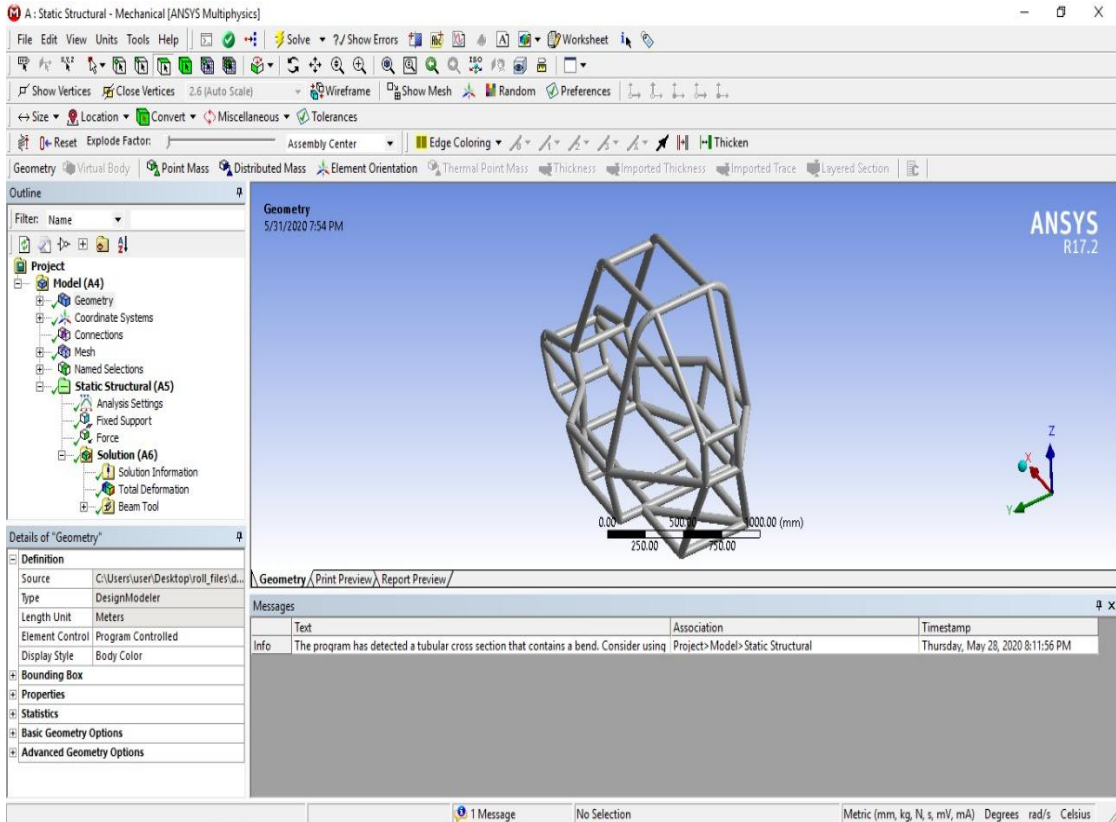 A : Static Structural - Mechanical [ANSYS Multiphysics]
File Edit View Units Tools Help Solve ?/ Show Errors Worksheet
Show Vertices Close Vertices 2.6 (Auto Scale) Wireframe Show Mesh Random Preferences
Size Location Convert Miscellaneous Tolerances
Reset Explode Factor: Assembly Center Edge Coloring Thicken
Geometry Virtual Body Point Mass Distributed Mass Element Orientation Thermal Point Mass Thickness Imported Thickness Imported Trace Layered Section
Outline
Filter: Name
Project
Model (A4)
Geometry
Coordinate Systems
Connections
Mesh
Named Selections
Static Structural (A5)
Analysis Settings
Fixed Support
Force
Solution (A6)
Solution Information
Total Deformation
Beam Tool
Details of "Geometry"
Definition
Source C:\Users\user\Desktop\roll_files\d...
Type DesignModeler
Length Unit Meters
Element Control Program Controlled
Display Style Body Color
Bounding Box
Properties
Statistics
Basic Geometry Options
Advanced Geometry Options
Geometry
5/31/2020 7:54 PM
ANSYS
R17.2
Z
X
Y
0.00 500.00 1000.00 (mm)
250.00 750.00
Geometry Print Preview Report Preview
Messages
Text Association Timestamp
Info The program has detected a tubular cross section that contains a bend. Consider using Project>Model>Static Structural Thursday, May 28, 2020 8:11:56 PM
1 Message No Selection Metric (mm, kg, N, s, mV, mA) Degrees rad/s Celsius